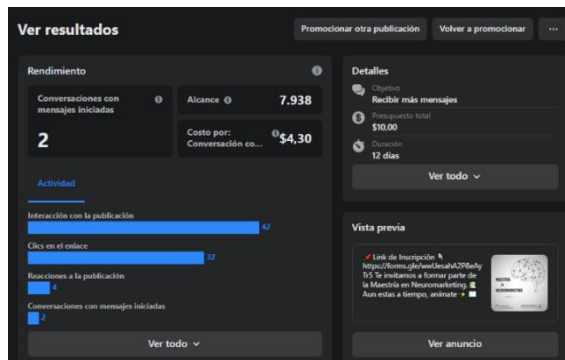 Ver resultados
Promocionar otra publicación
Volver a promocionar
...
Rendimiento
Conversaciones con
mensajes iniciadas
2
Alcance
7.938
Costo por:
Conversación co...
$4,30
Actividad
Interacción con la publicación
42
Clics en el enlace
32
Reacciones a la publicación
4
Conversaciones con mensajes iniciadas
2
Ver todo
Detalles
Objetivo
Recibir más mensajes
Presupuesto total
$10,00
Duración
12 días
Ver todo
Vista previa
Link de Inscripción
Te invitamos a formar parte de
la Maestría en Neuromarketing.
Aun estas a tiempo, animate
MAESTRÍA
NEUROMARKETING
Ver anuncio